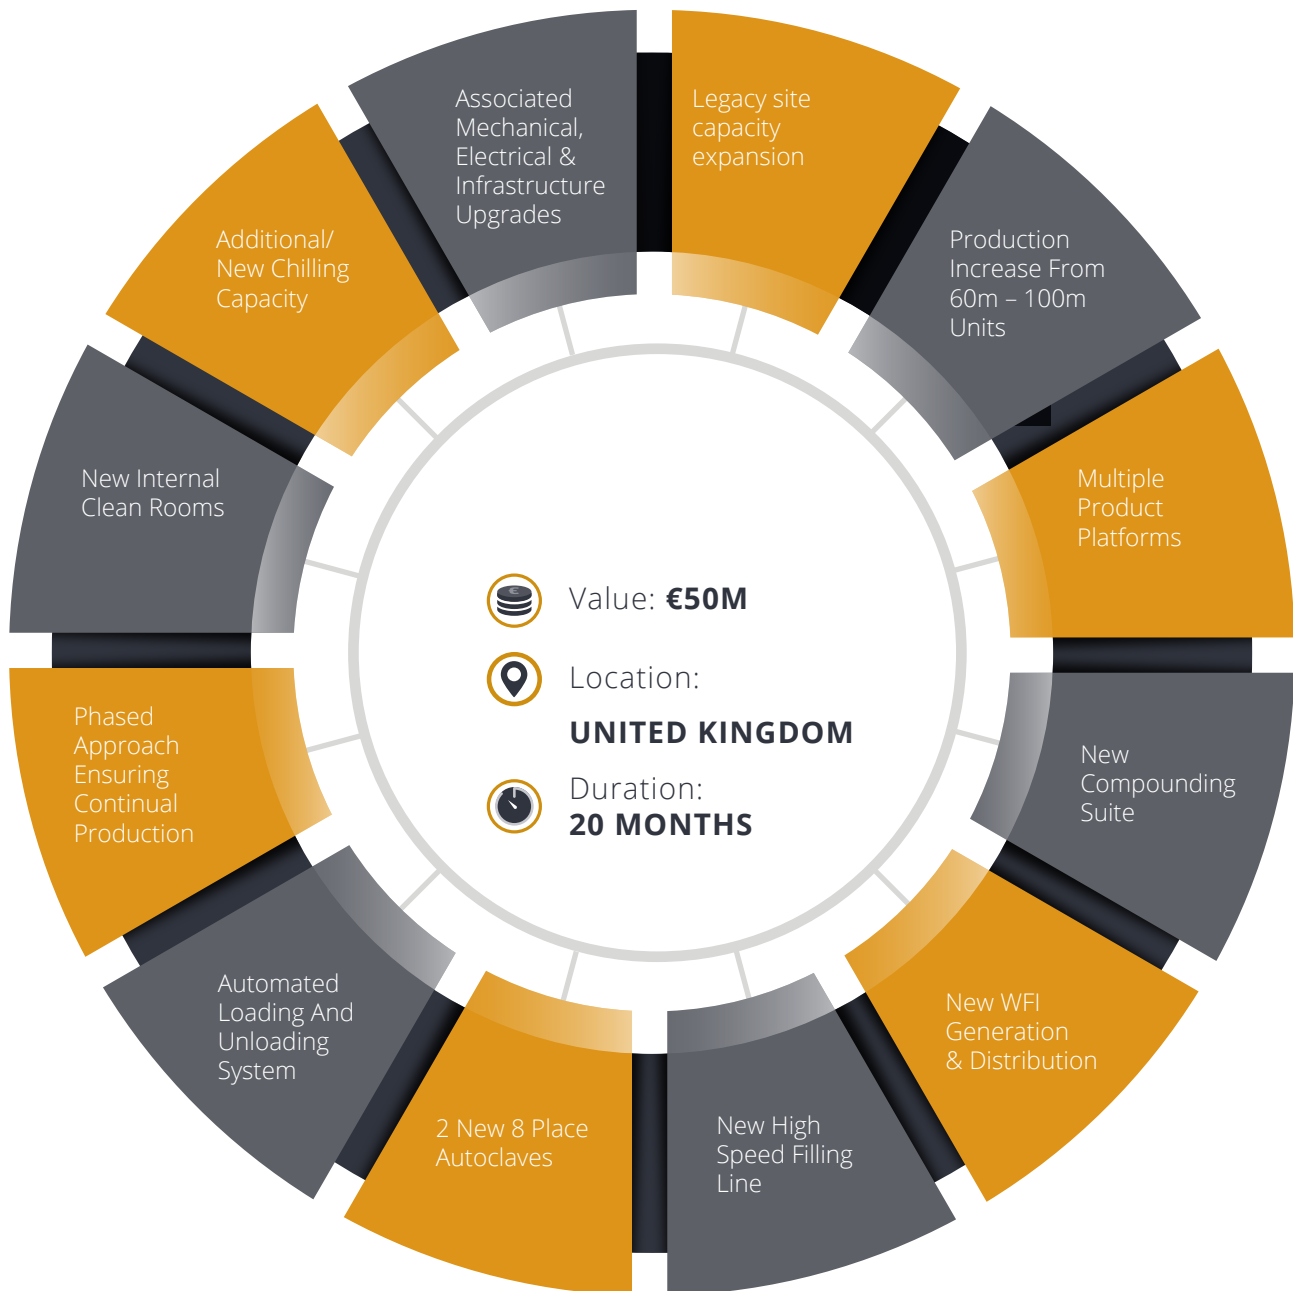 Legacy site
capacity
expansion
Production
Increase From
60m – 100m
Units
Multiple
Product
Platforms
New
Compounding
Suite
New WFI
Generation
& Distribution
New High
Speed Filling
Line
2 New 8 Place
Autoclaves
Automated
Loading And
Unloading
System
Phased
Approach
Ensuring
Continual
Production
New Internal
Clean Rooms
Additional/
New Chilling
Capacity
Associated
Mechanical,
Electrical &
Infrastructure
Upgrades
€
Value: €50M
Location:
UNITED KINGDOM
Duration:
20 MONTHS